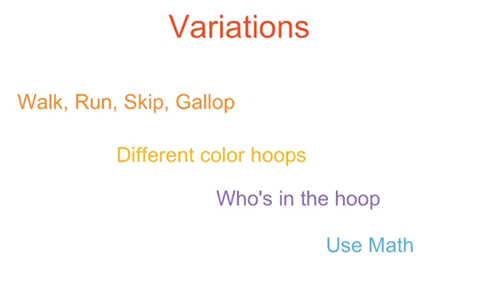 Variations
Walk, Run, Skip, Gallop
Different color hoops
Who's in the hoop
Use Math